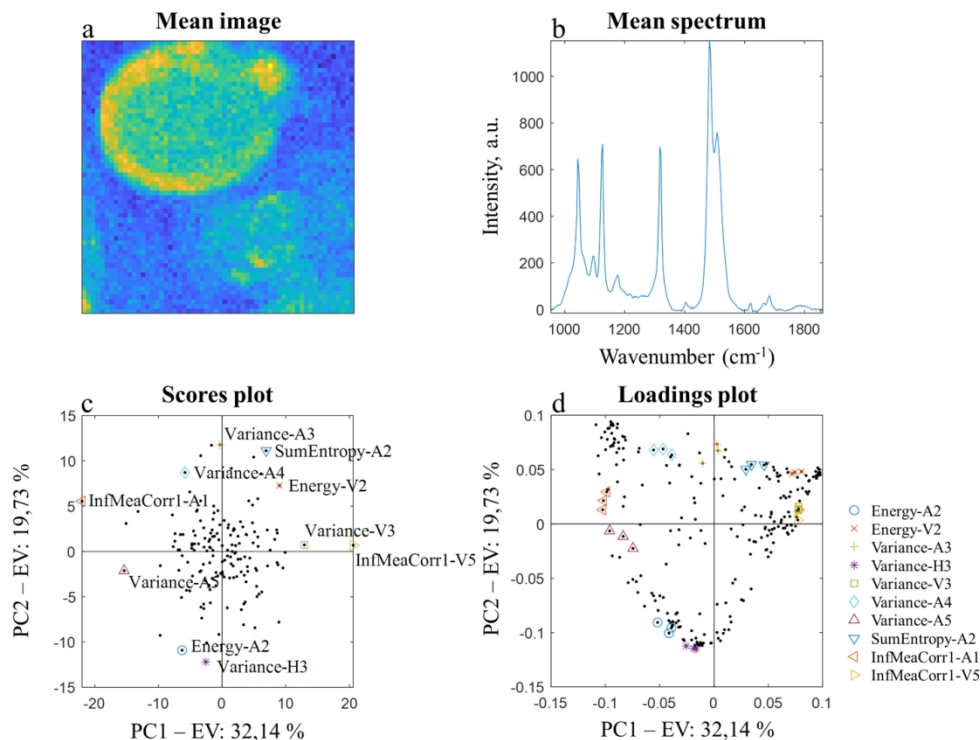 a Mean image
b Mean spectrum
Intensity, a.u.
1000
800
600
400
200
0
1000 1200 1400 1600 1800
Wavenumber (cm⁻¹)
c Scores plot
PC2 – EV: 19,73 %
15
10
5
0
-5
-10
-15
-20 -10 0 10 20
PC1 – EV: 32,14 %
Variance-A3
SumEntropy-A2
Variance-A4
Energy-V2
InfMeaCorr1-A1
Variance-V3
InfMeaCorr1-V5
Variance-A5
Energy-A2
Variance-H3
d Loadings plot
PC2 – EV: 19,73 %
0.1
0.05
0
-0.05
-0.1
-0.15
-0.15 -0.1 -0.05 0 0.05 0.1
PC1 – EV: 32,14 %
Energy-A2
Energy-V2
Variance-A3
Variance-H3
Variance-V3
Variance-A4
Variance-A5
SumEntropy-A2
InfMeaCorr1-A1
InfMeaCorr1-V5